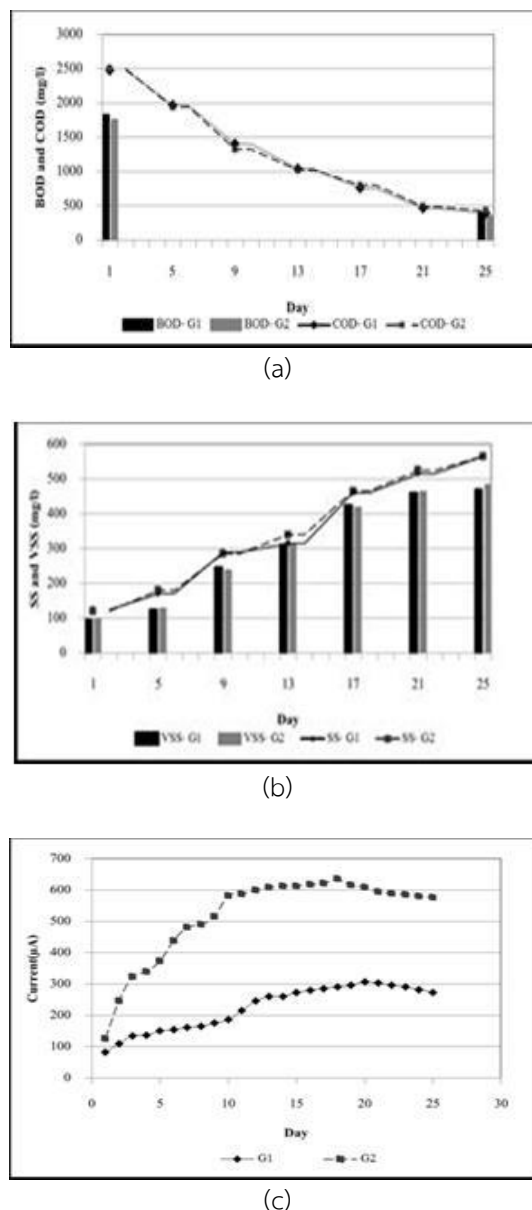 3000
2500
2000
1500
1000
500
0
BOD and COD (mg/l)
1 5 9 13 17 21 25
Day
BOD- G1 BOD- G2 COD- G1 COD- G2
(a)
600
500
400
300
200
100
0
SS and VSS (mg/l)
1 5 9 13 17 21 25
Day
VSS- G1 VSS- G2 SS- G1 SS- G2
(b)
700
600
500
400
300
200
100
0
Current(μA)
0 5 10 15 20 25 30
Day
G1 G2
(c)